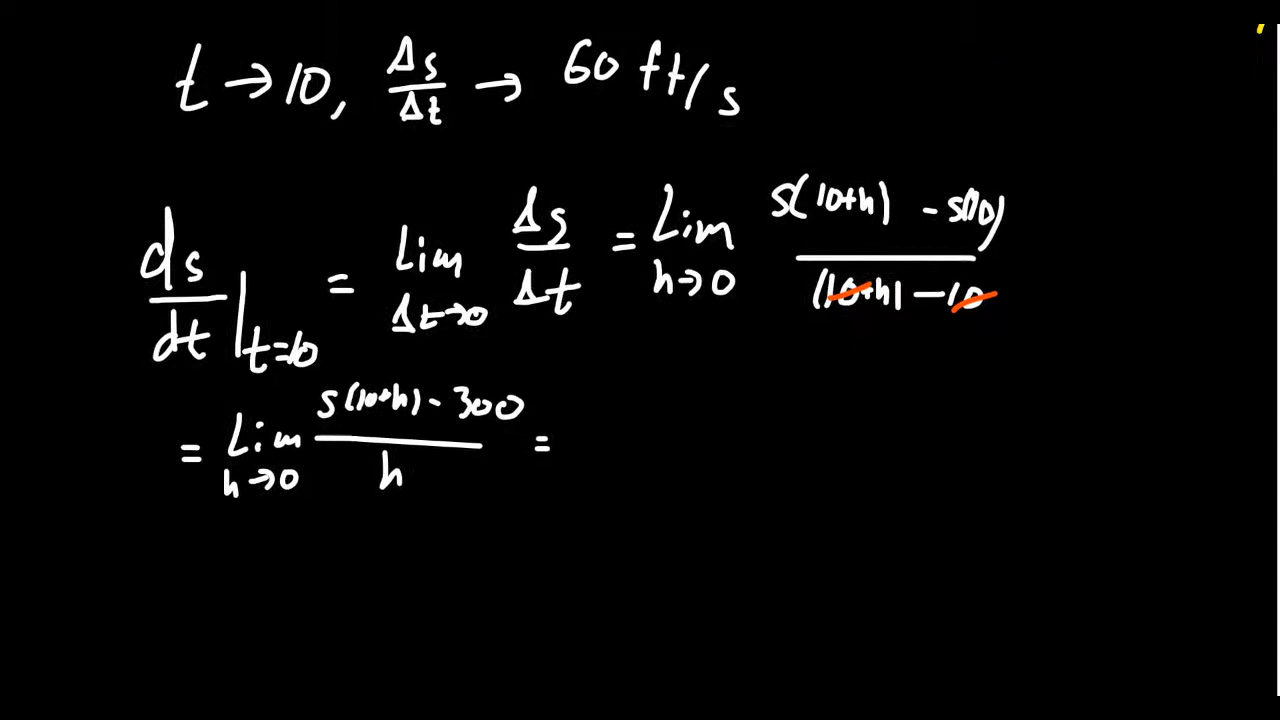 t → 10, Δs/Δt → 60 ft/s
ds/dt |t=10 = Lim Δt→0 Δs/Δt = Lim h→0 (s(10+h) - s(10))/((10+h) - 10)
= Lim h→0 (s(10+h) - 300)/h =